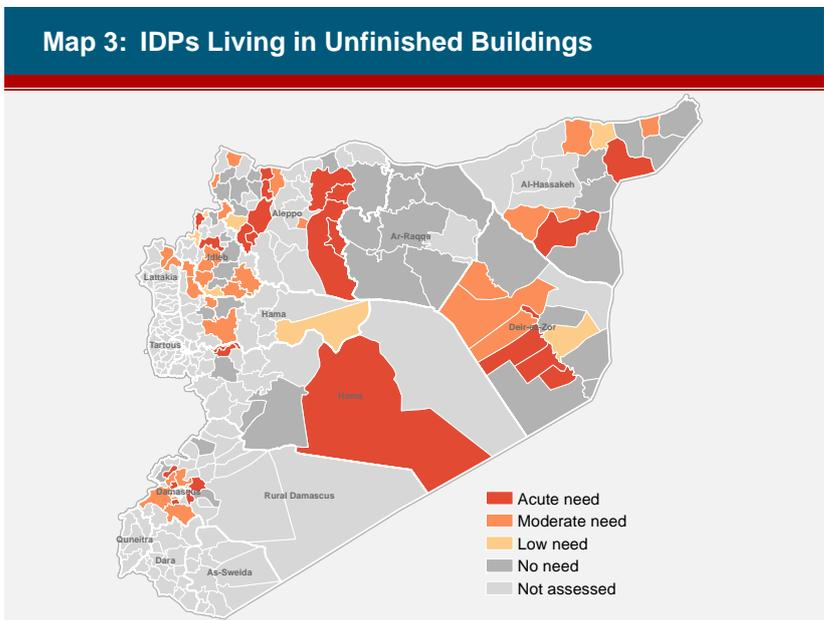 Map 3: IDPs Living in Unfinished Buildings
Al-Hassakeh
Aleppo
Ar-Raqqa
Idleb
Lattakia
Hama
Deir-ez-Zor
Tartous
Homs
Damascus
Rural Damascus
Quneitra
Dara
As-Sweida
Acute need
Moderate need
Low need
No need
Not assessed